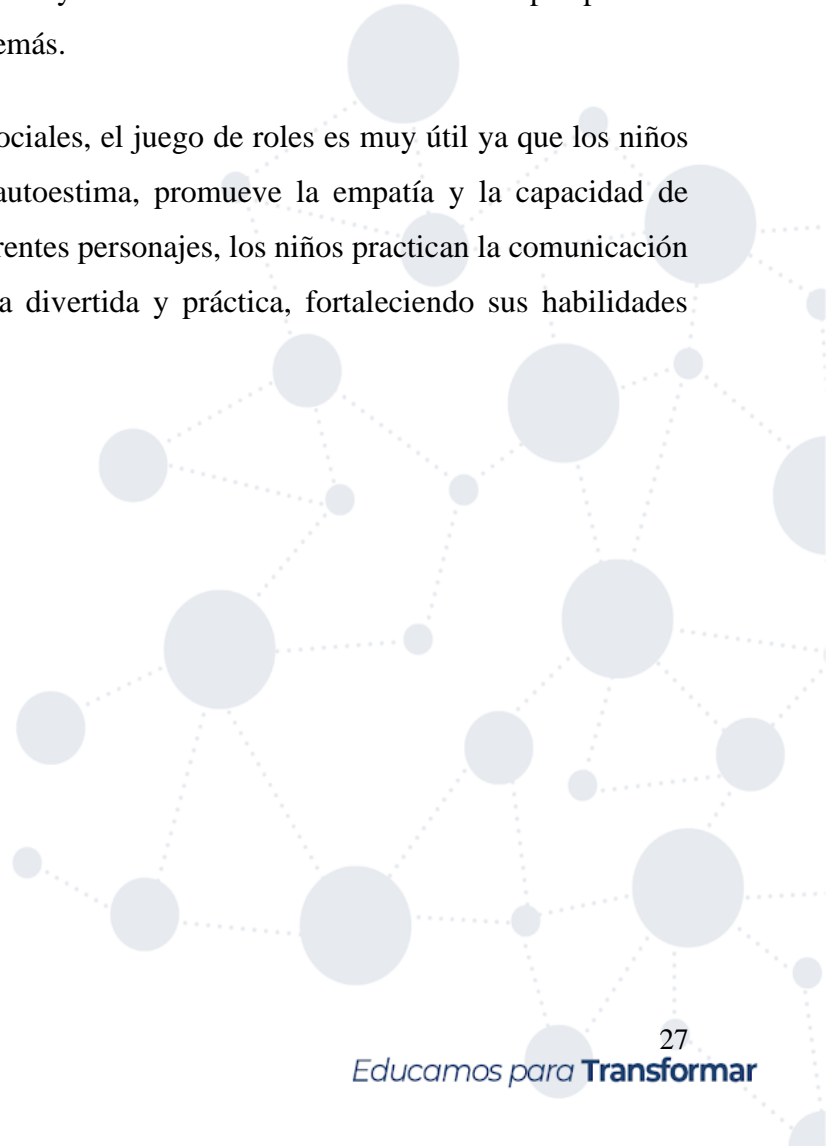 emás.
ociales, el juego de roles es muy útil ya que los niños
autoestima, promueve la empatía y la capacidad de
rentes personajes, los niños practican la comunicación
a divertida y práctica, fortaleciendo sus habilidades
27
Educamos para Transformar